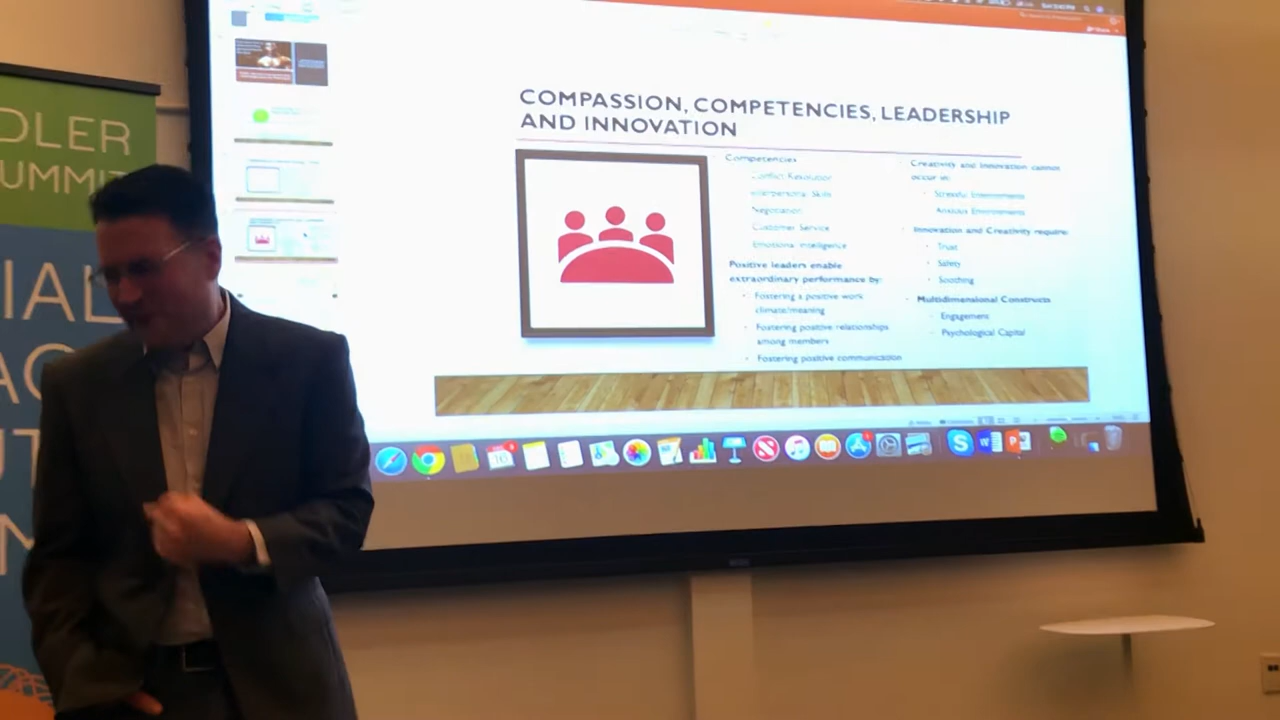 DLER
UMMIT
IAL
COMPASSION, COMPETENCIES, LEADERSHIP
AND INNOVATION
Competencies
Conflict Resolution
Interpersonal Skills
Negotiation
Customer Service
Emotional Intelligence
Positive leaders enable
extraordinary performance by:
Fostering a positive work
climate/meaning
Fostering positive relationships
among members
Fostering positive communication
Creativity and Innovation cannot
occur in:
Stressful Environments
Anxious Environments
Innovation and Creativity require:
Trust
Safety
Soothing
Multidimensional Constructs
Engagement
Psychological Capital